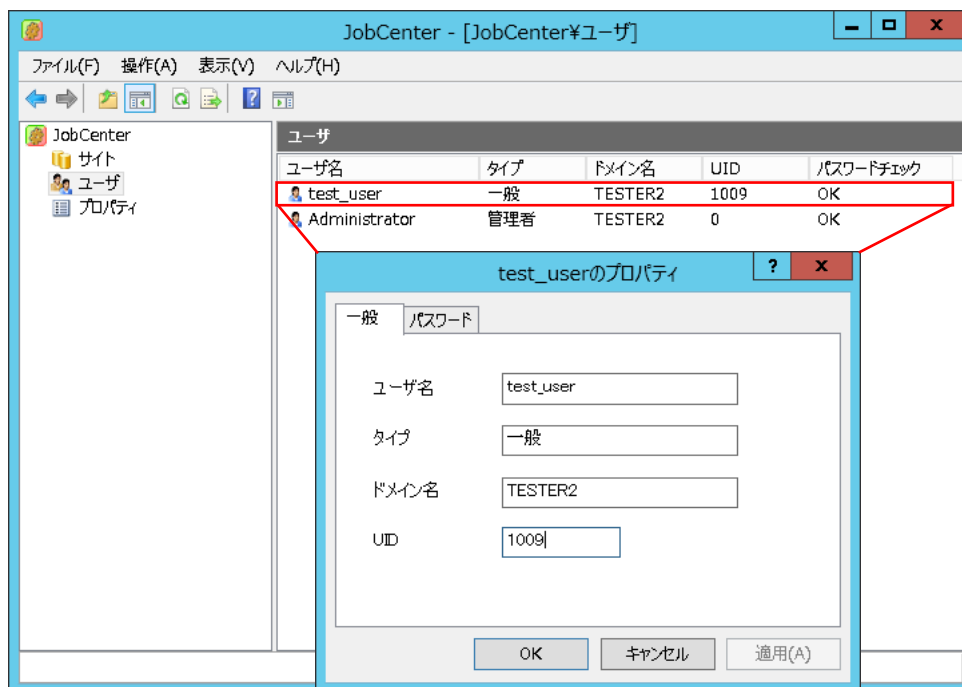 JobCenter - [JobCenter¥ユーザ]
ファイル(F) 操作(A) 表示(V) ヘルプ(H)
JobCenter
サイト
ユーザ
プロパティ
ユーザ
ユーザ名 タイプ ドメイン名 UID パスワードチェック
test_user 一般 TESTER2 1009 OK
Administrator 管理者 TESTER2 0 OK
test_userのプロパティ
一般 パスワード
ユーザ名 test_user
タイプ 一般
ドメイン名 TESTER2
UID 1009
OK キャンセル 適用(A)